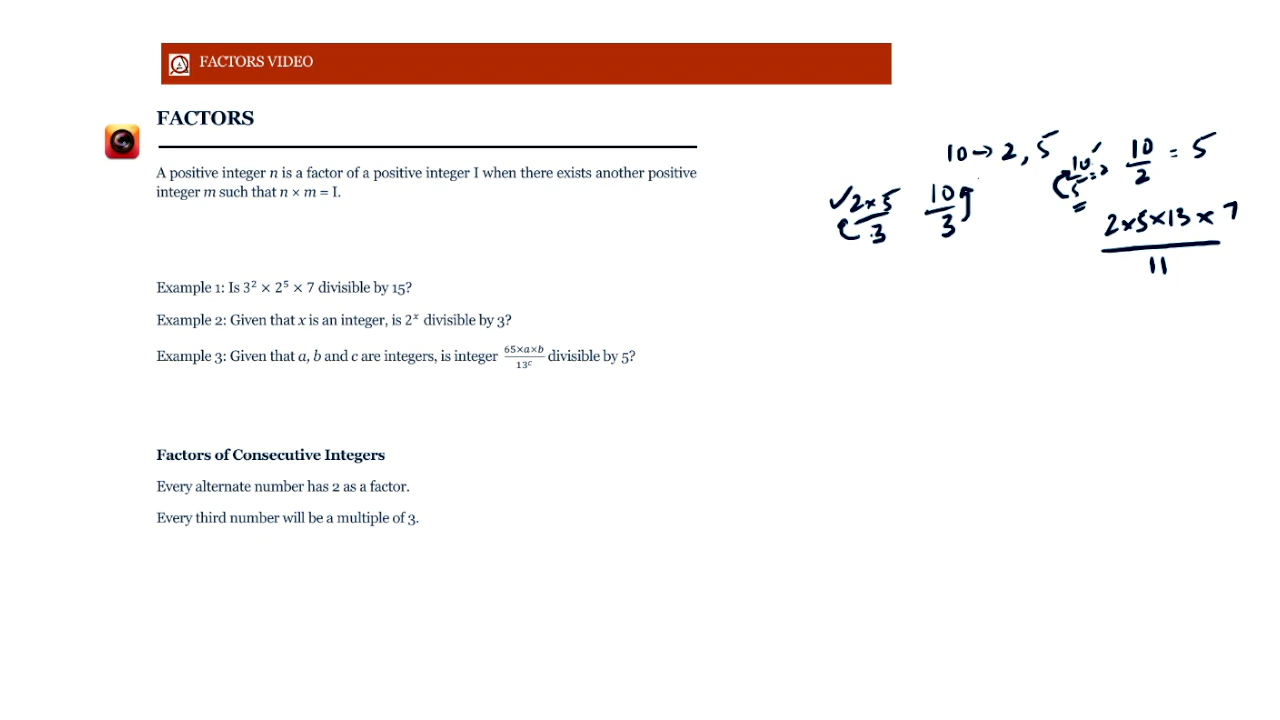 FACTORS VIDEO
FACTORS
A positive integer n is a factor of a positive integer I when there exists another positive
integer m such that n × m = I.
10 → 2, 5
10/5 = 2
10/2 = 5
2×5/3
10/3
2×5×13×7/11
Example 1: Is 3² × 2⁵ × 7 divisible by 15?
Example 2: Given that x is an integer, is 2ˣ divisible by 3?
Example 3: Given that a, b and c are integers, is integer 65×a×b/13ᶜ divisible by 5?
Factors of Consecutive Integers
Every alternate number has 2 as a factor.
Every third number will be a multiple of 3.